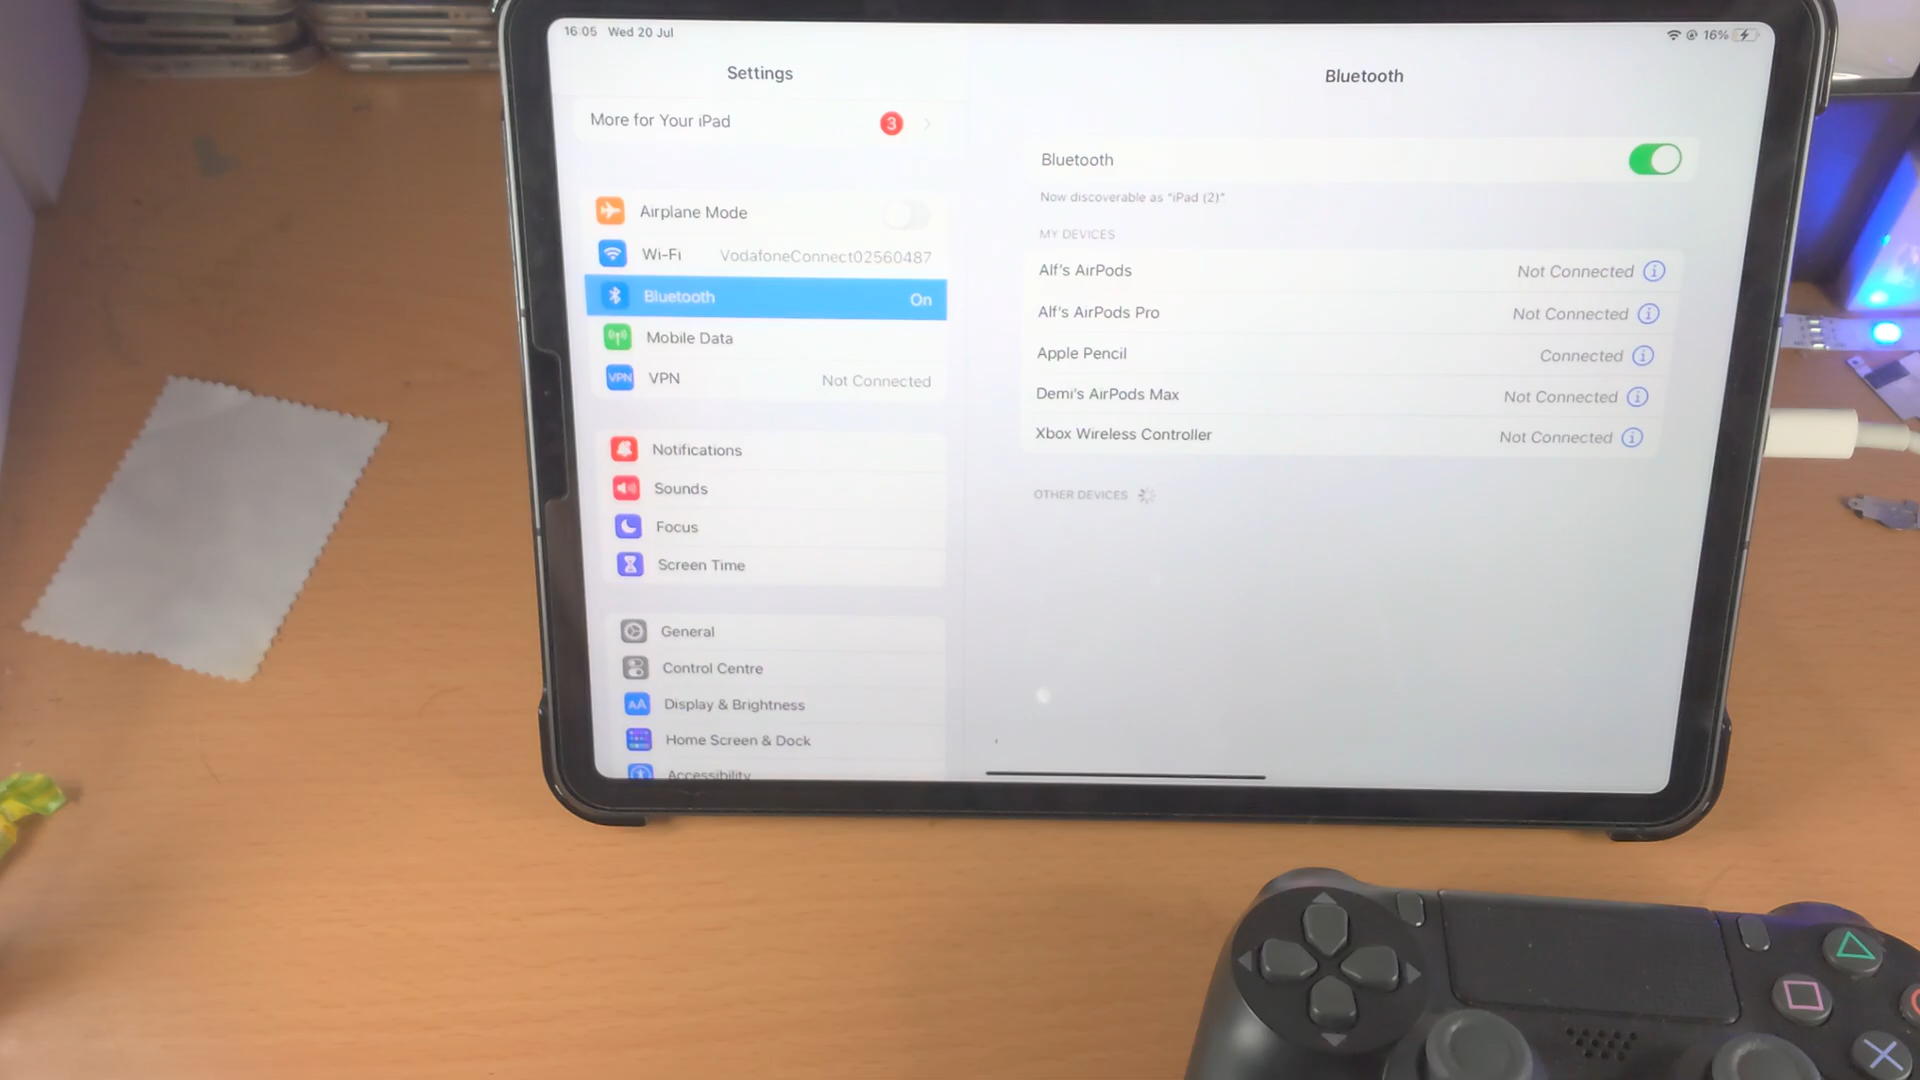 16:05 Wed 20 Jul
16%
Settings
More for Your iPad
3
Airplane Mode
Wi-Fi VodafoneConnect02560487
Bluetooth On
Mobile Data
VPN VPN Not Connected
Notifications
Sounds
Focus
Screen Time
General
Control Centre
AA Display & Brightness
Home Screen & Dock
Accessibility
Bluetooth
Bluetooth
Now discoverable as "iPad (2)"
MY DEVICES
Alf's AirPods Not Connected
Alf's AirPods Pro Not Connected
Apple Pencil Connected
Demi's AirPods Max Not Connected
Xbox Wireless Controller Not Connected
OTHER DEVICES